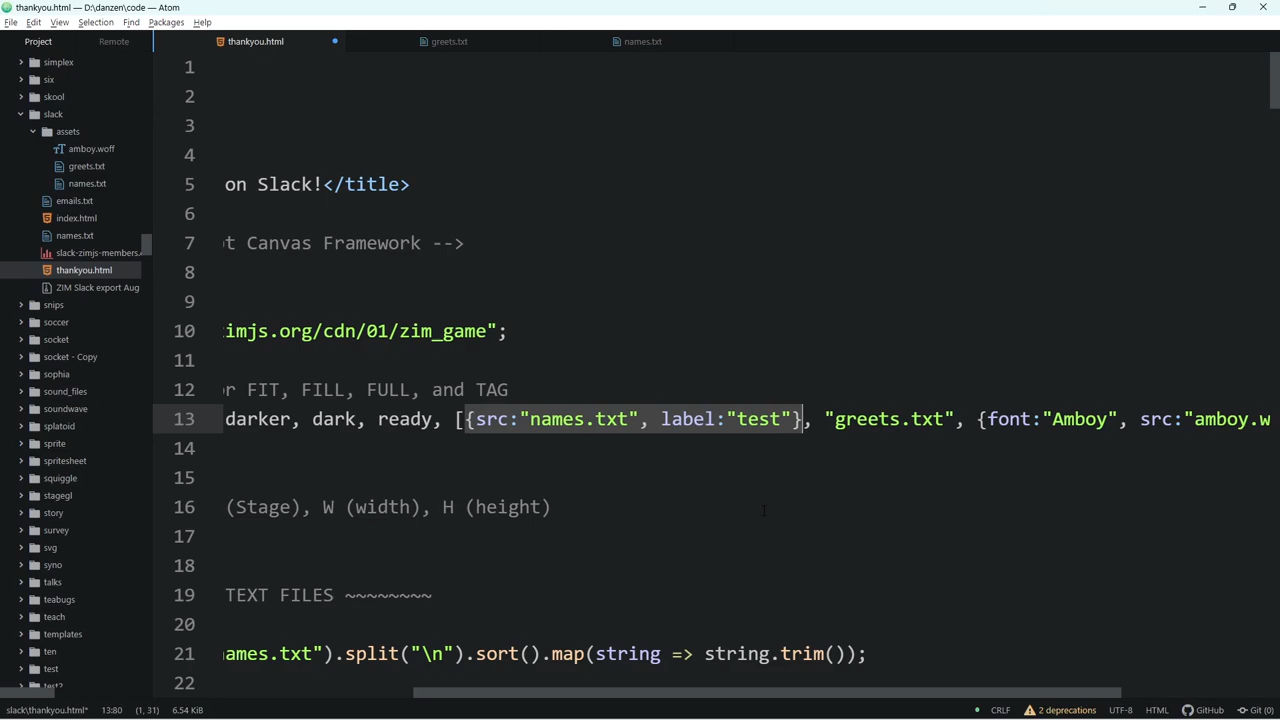 thankyou.html — D:\danzen\code — Atom
File Edit View Selection Find Packages Help
Project Remote thankyou.html greets.txt names.txt
simplex
six
skool
slack
assets
amboy.woff
greets.txt
names.txt
emails.txt
index.html
names.txt
slack-zimjs-members.
thankyou.html
ZIM Slack export Aug
snips
soccer
socket
socket - Copy
sophia
sound_files
soundwave
splatoid
sprite
spritesheet
squiggle
stagegl
story
survey
svg
syno
talks
teabugs
teach
templates
ten
test
test2
1
2
3
4
5 on Slack!</title>
6
7 pt Canvas Framework -->
8
9
10 zimjs.org/cdn/01/zim_game";
11
12 or FIT, FILL, FULL, and TAG
13 darker, dark, ready, [{src:"names.txt", label:"test"}, "greets.txt", {font:"Amboy", src:"amboy.w
14
15
16 (Stage), W (width), H (height)
17
18
19 TEXT FILES ~~~~~~~~
20
21 names.txt").split("\n").sort().map(string => string.trim());
22
slack\thankyou.html* 13:80 (1, 31) 6.54 KiB CRLF 2 deprecations UTF-8 HTML GitHub Git (0)